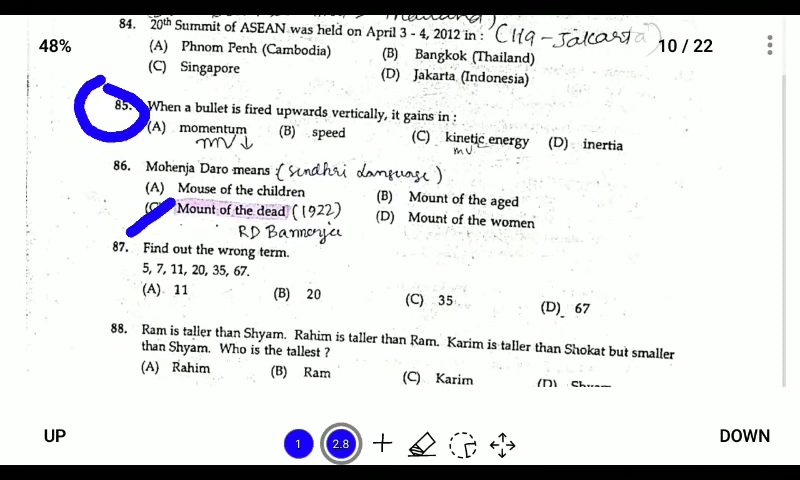 48%
10 / 22
84. 20th Summit of ASEAN was held on April 3 - 4, 2012 in : (119 - Jakarta)
(A) Phnom Penh (Cambodia) (B) Bangkok (Thailand)
(C) Singapore (D) Jakarta (Indonesia)
85. When a bullet is fired upwards vertically, it gains in :
(A) momentum (B) speed (C) kinetic energy (D) inertia
mv ↓ mv
86. Mohenja Daro means (Sindhri Language)
(A) Mouse of the children (B) Mount of the aged
(C) Mount of the dead (1922) (D) Mount of the women
RD Bannerjee
87. Find out the wrong term.
5, 7, 11, 20, 35, 67.
(A) 11 (B) 20 (C) 35 (D) 67
88. Ram is taller than Shyam. Rahim is taller than Ram. Karim is taller than Shokat but smaller
than Shyam. Who is the tallest ?
(A) Rahim (B) Ram (C) Karim (D) Shyam
UP 1 2.8 DOWN